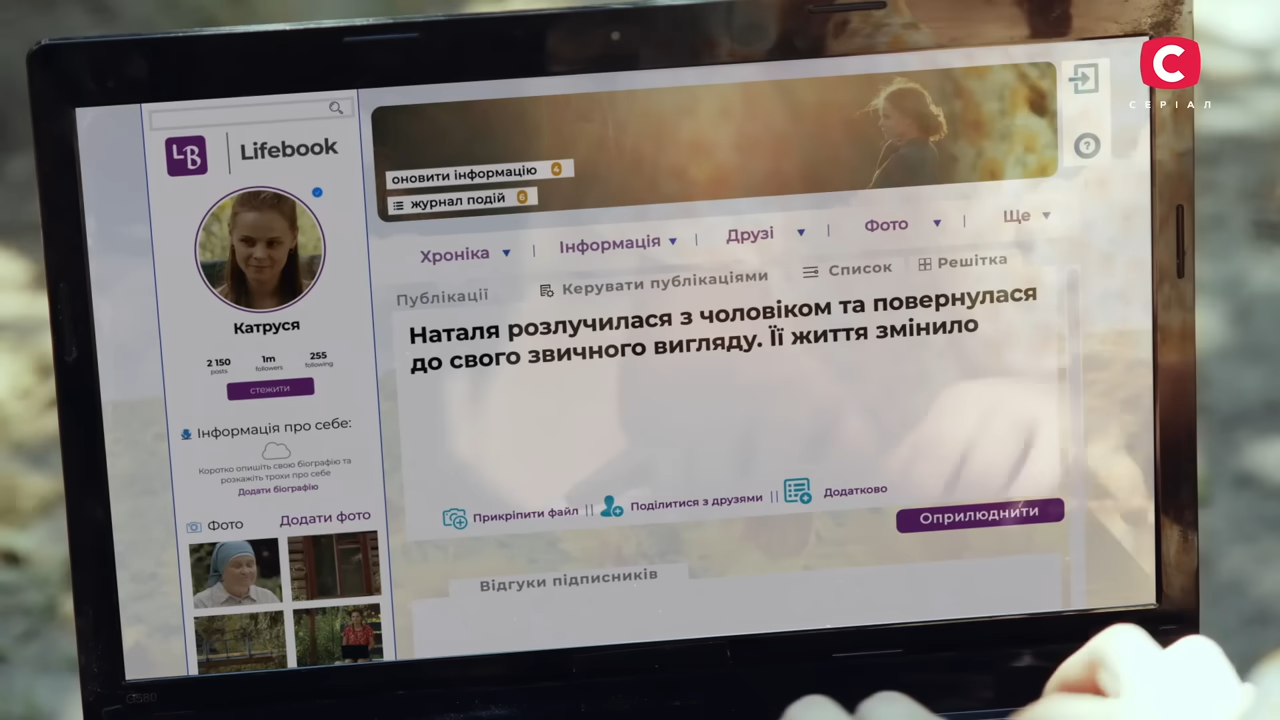 С
СЕРІАЛ
LB
Lifebook
Катруся
2 150
posts
1m
followers
255
following
стежити
Інформація про себе:
Коротко опишіть свою біографію та
розкажіть трохи про себе
Додати біографію
Фото
Додати фото
оновити інформацію 4
журнал подій 6
Хроніка
Інформація
Друзі
Фото
Ще
Публікації
Керувати публікаціями
Список
Решітка
Наталя розлучилася з чоловіком та повернулася
до свого звичного вигляду. Її життя змінило
Прикріпити файл || Поділитися з друзями || Додатково
Оприлюднити
Відгуки підписників
G580